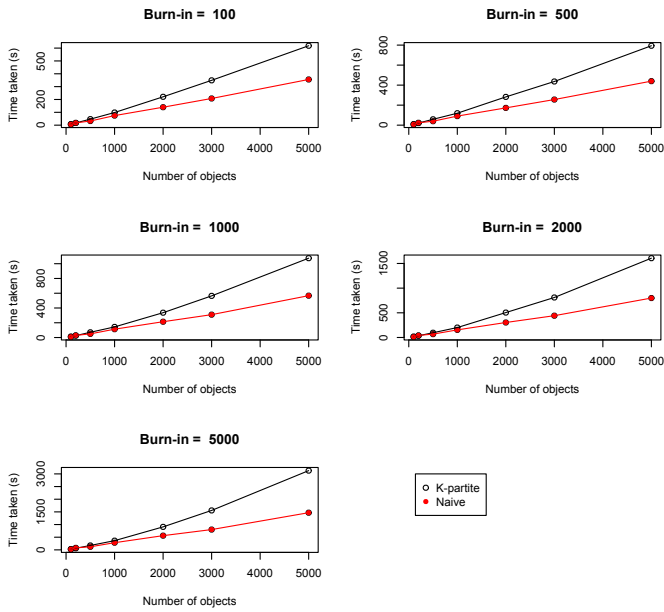 Burn-in = 100
Time taken (s)
0 200 500
0 1000 2000 3000 4000 5000
Number of objects
Burn-in = 500
Time taken (s)
0 400 800
0 1000 2000 3000 4000 5000
Number of objects
Burn-in = 1000
Time taken (s)
0 400 800
0 1000 2000 3000 4000 5000
Number of objects
Burn-in = 2000
Time taken (s)
0 500 1500
0 1000 2000 3000 4000 5000
Number of objects
Burn-in = 5000
Time taken (s)
0 1500 3000
0 1000 2000 3000 4000 5000
Number of objects
K-partite
Naive